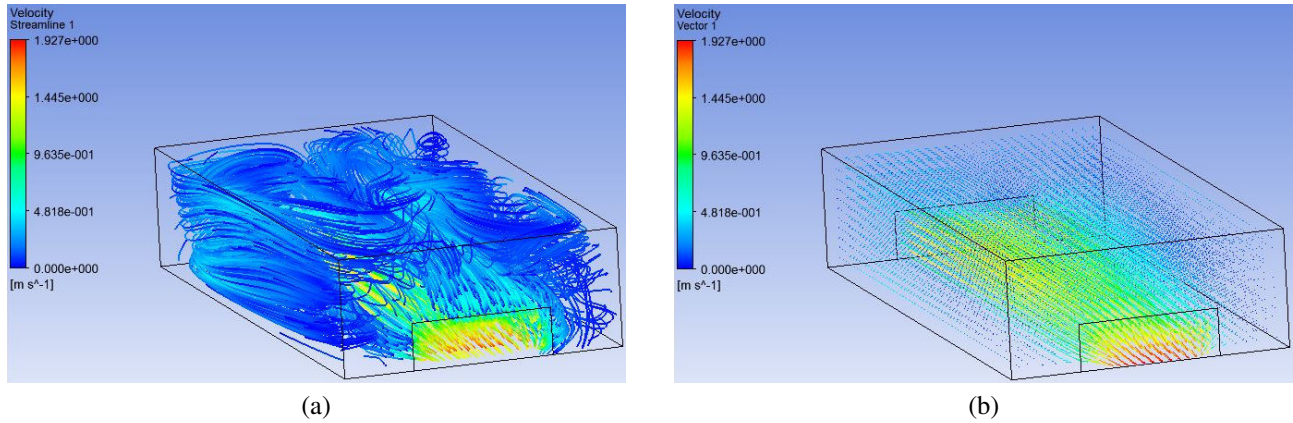 Velocity
Streamline 1
1.927e+000
1.445e+000
9.635e-001
4.818e-001
0.000e+000
[m s^-1]
(a)
Velocity
Vector 1
1.927e+000
1.445e+000
9.635e-001
4.818e-001
0.000e+000
[m s^-1]
(b)